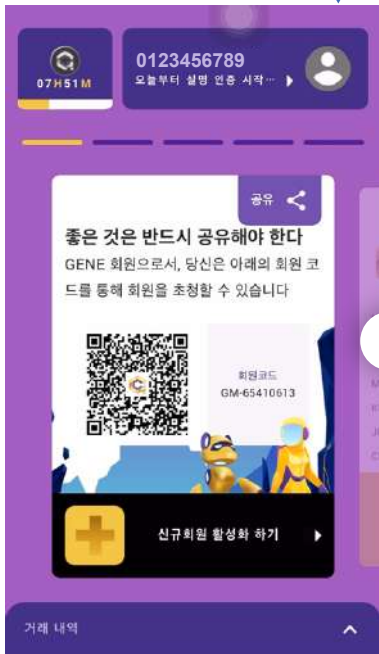 07H51M
0123456789
오늘부터 실명 인증 시작…
공유
좋은 것은 반드시 공유해야 한다
GENE 회원으로서, 당신은 아래의 회원 코
드를 통해 회원을 초청할 수 있습니다
회원코드
GM-65410613
신규회원 활성화 하기
거래 내역